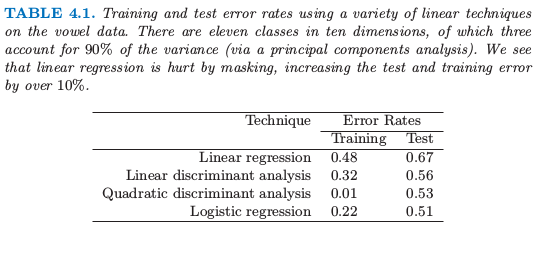 TABLE 4.1. Training and test error rates using a variety of linear techniques
on the vowel data. There are eleven classes in ten dimensions, of which three
account for 90% of the variance (via a principal components analysis). We see
that linear regression is hurt by masking, increasing the test and training error
by over 10%.
Technique Error Rates
Training Test
Linear regression 0.48 0.67
Linear discriminant analysis 0.32 0.56
Quadratic discriminant analysis 0.01 0.53
Logistic regression 0.22 0.51